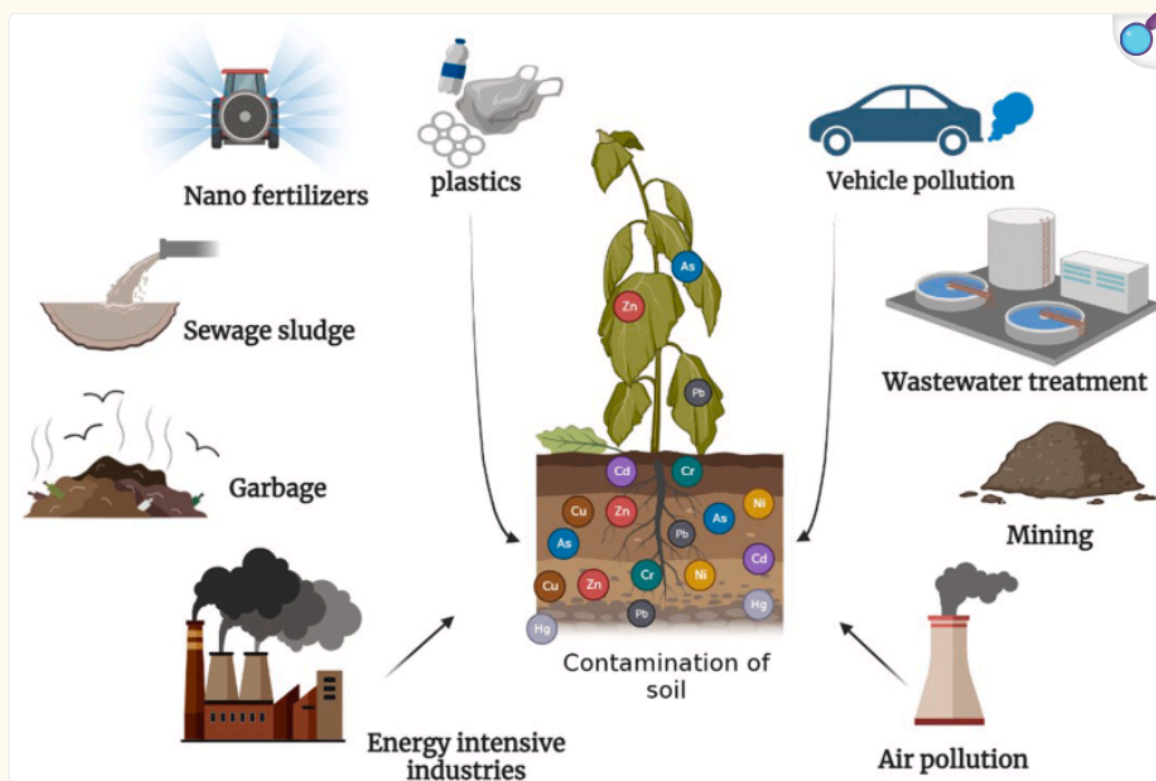 Nano fertilizers
plastics
Vehicle pollution
Sewage sludge
Wastewater treatment
Garbage
Mining
Energy intensive
industries
Air pollution
As
Zn
Pb
Cd
Cr
Cu
Zn
As
Ni
Pb
As
Cd
Cu
Zn
Cr
Ni
Hg
Pb
Hg
Contamination of
soil